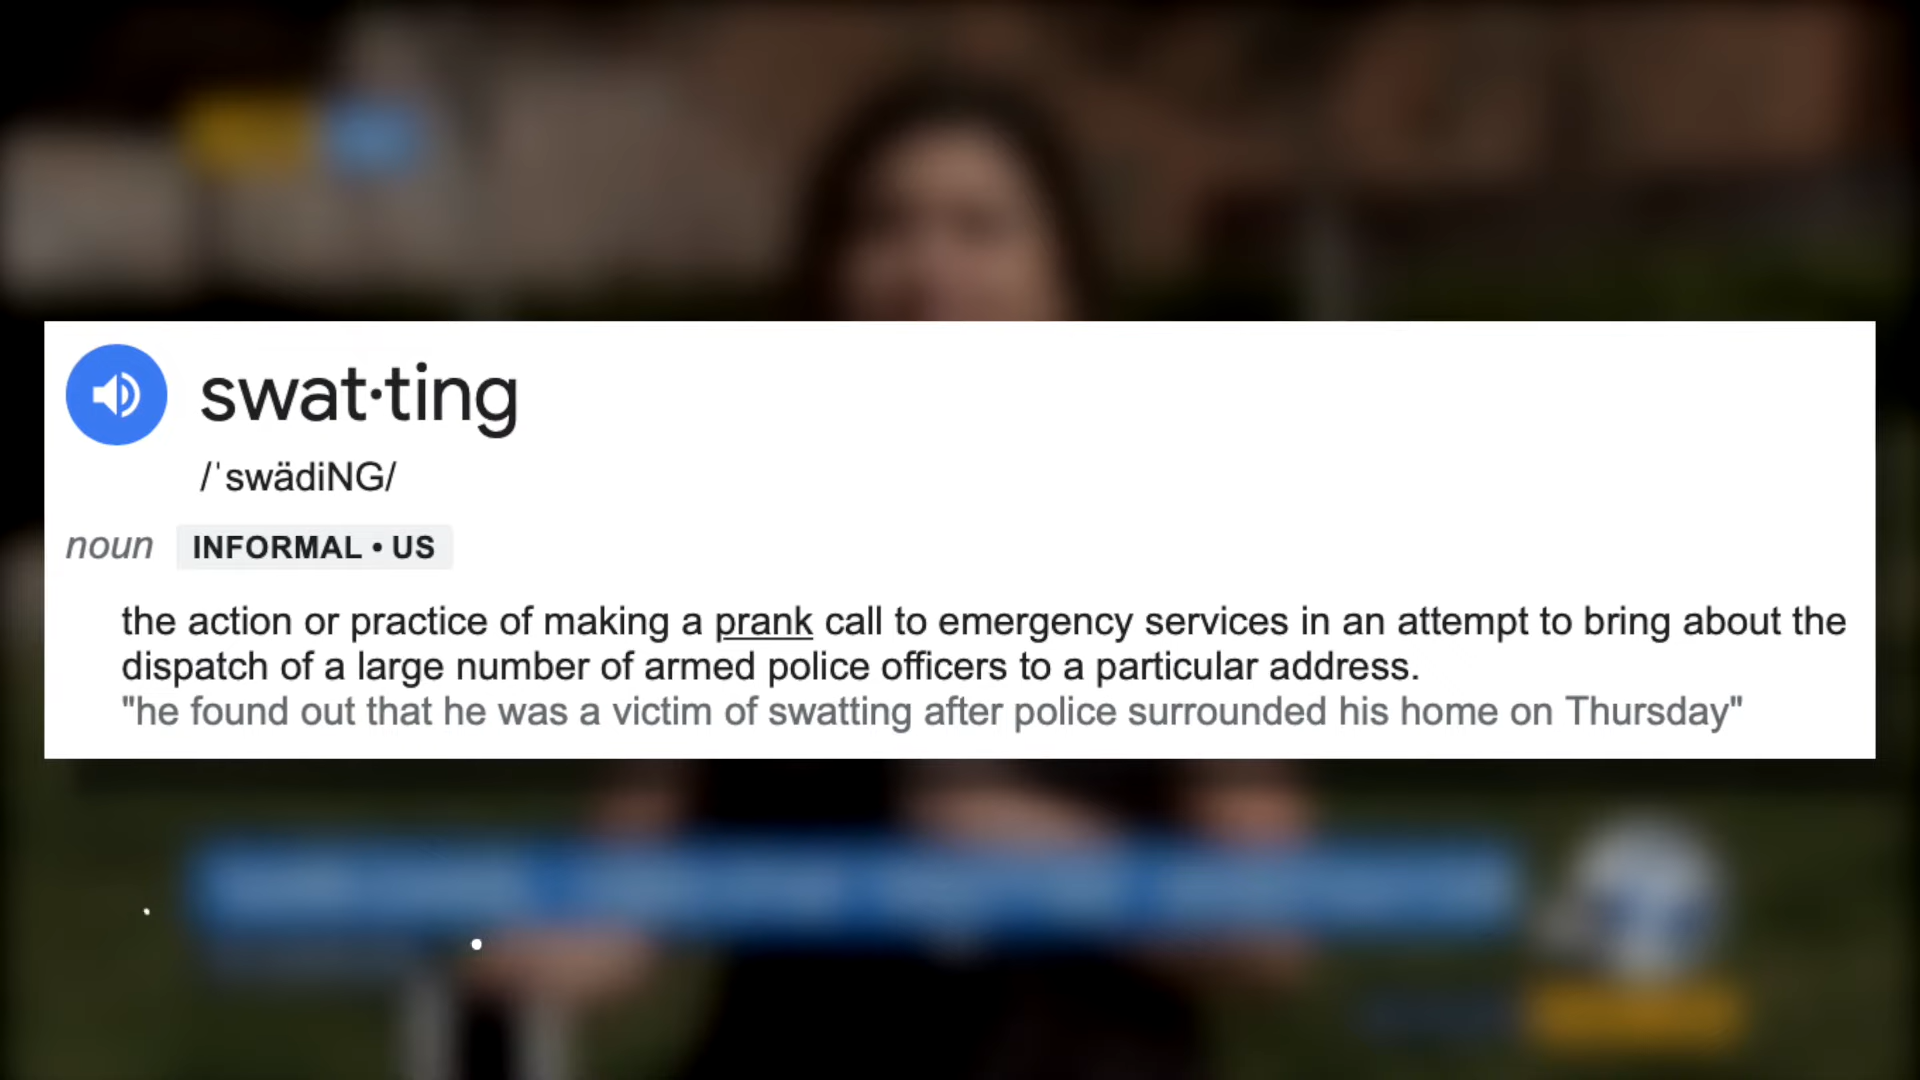 swat·ting
/ˈswädiNG/
noun INFORMAL • US
the action or practice of making a prank call to emergency services in an attempt to bring about the
dispatch of a large number of armed police officers to a particular address.
"he found out that he was a victim of swatting after police surrounded his home on Thursday"